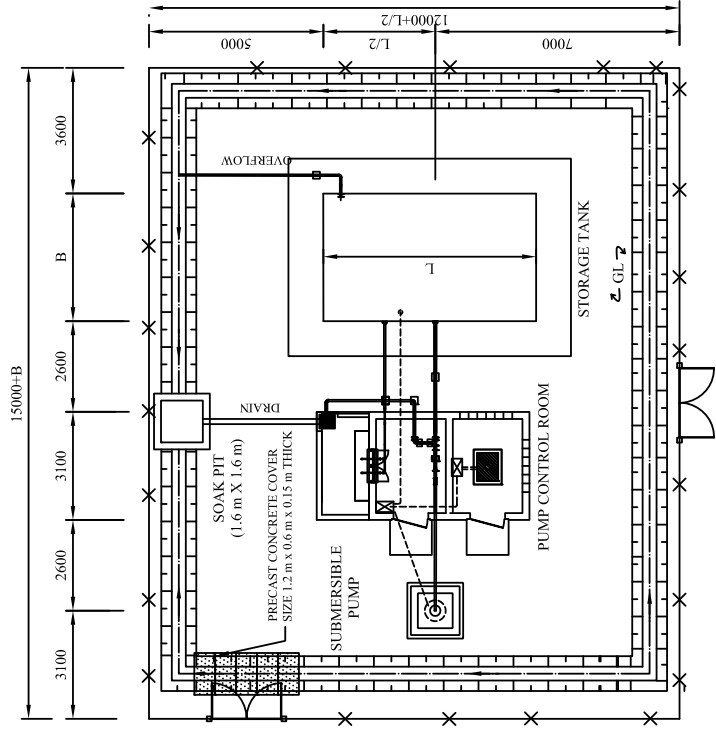 12000+L/2
5000
L/2
7000
15000+B
3600
B
2600
3100
2600
3100
OVERFLOW
L
STORAGE TANK
GL
DRAIN
SOAK PIT
(1.6 m X 1.6 m)
PRECAST CONCRETE COVER
SIZE 1.2 m x 0.6 m x 0.15 m THICK
PUMP CONTROL ROOM
SUBMERSIBLE
PUMP